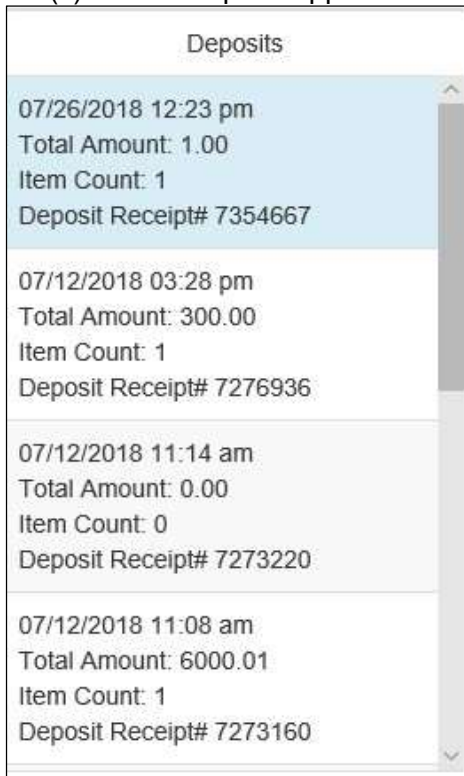 Deposits
07/26/2018 12:23 pm
Total Amount: 1.00
Item Count: 1
Deposit Receipt# 7354667
07/12/2018 03:28 pm
Total Amount: 300.00
Item Count: 1
Deposit Receipt# 7276936
07/12/2018 11:14 am
Total Amount: 0.00
Item Count: 0
Deposit Receipt# 7273220
07/12/2018 11:08 am
Total Amount: 6000.01
Item Count: 1
Deposit Receipt# 7273160